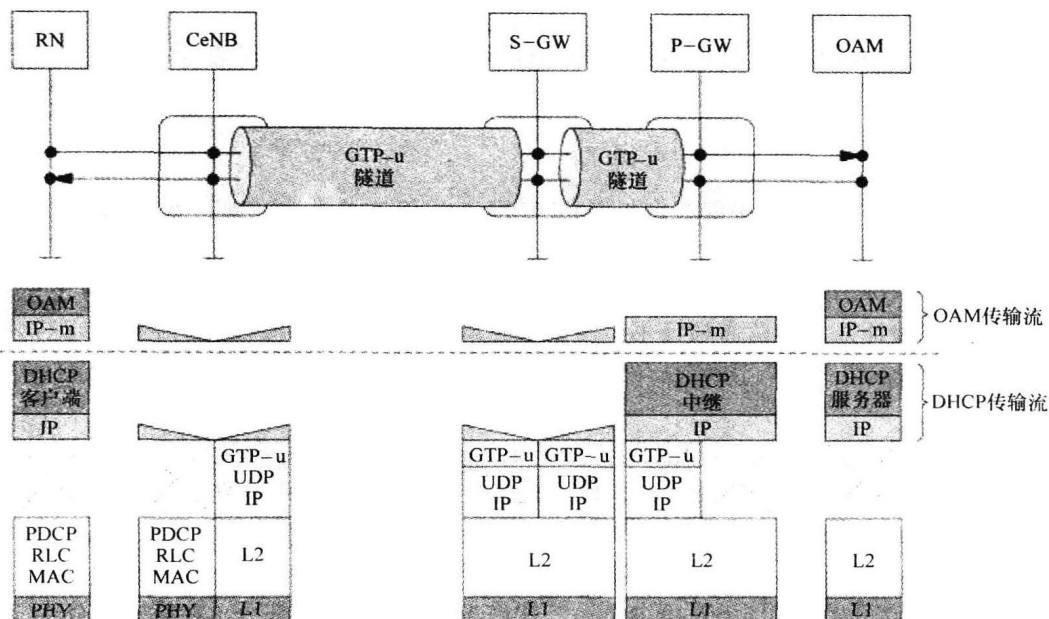 RN
CeNB
S-GW
P-GW
OAM
GTP-u
隧道
GTP-u
隧道
OAM
IP-m
IP-m
OAM
IP-m
OAM传输流
DHCP
客户端
IP
DHCP
中继
IP
DHCP
服务器
IP
DHCP传输流
GTP-u
UDP
IP
GTP-u
UDP
IP
GTP-u
UDP
IP
GTP-u
UDP
IP
PDCP
RLC
MAC
PDCP
RLC
MAC
L2
L2
L2
L2
PHY
PHY
L1
L1
L1
L1